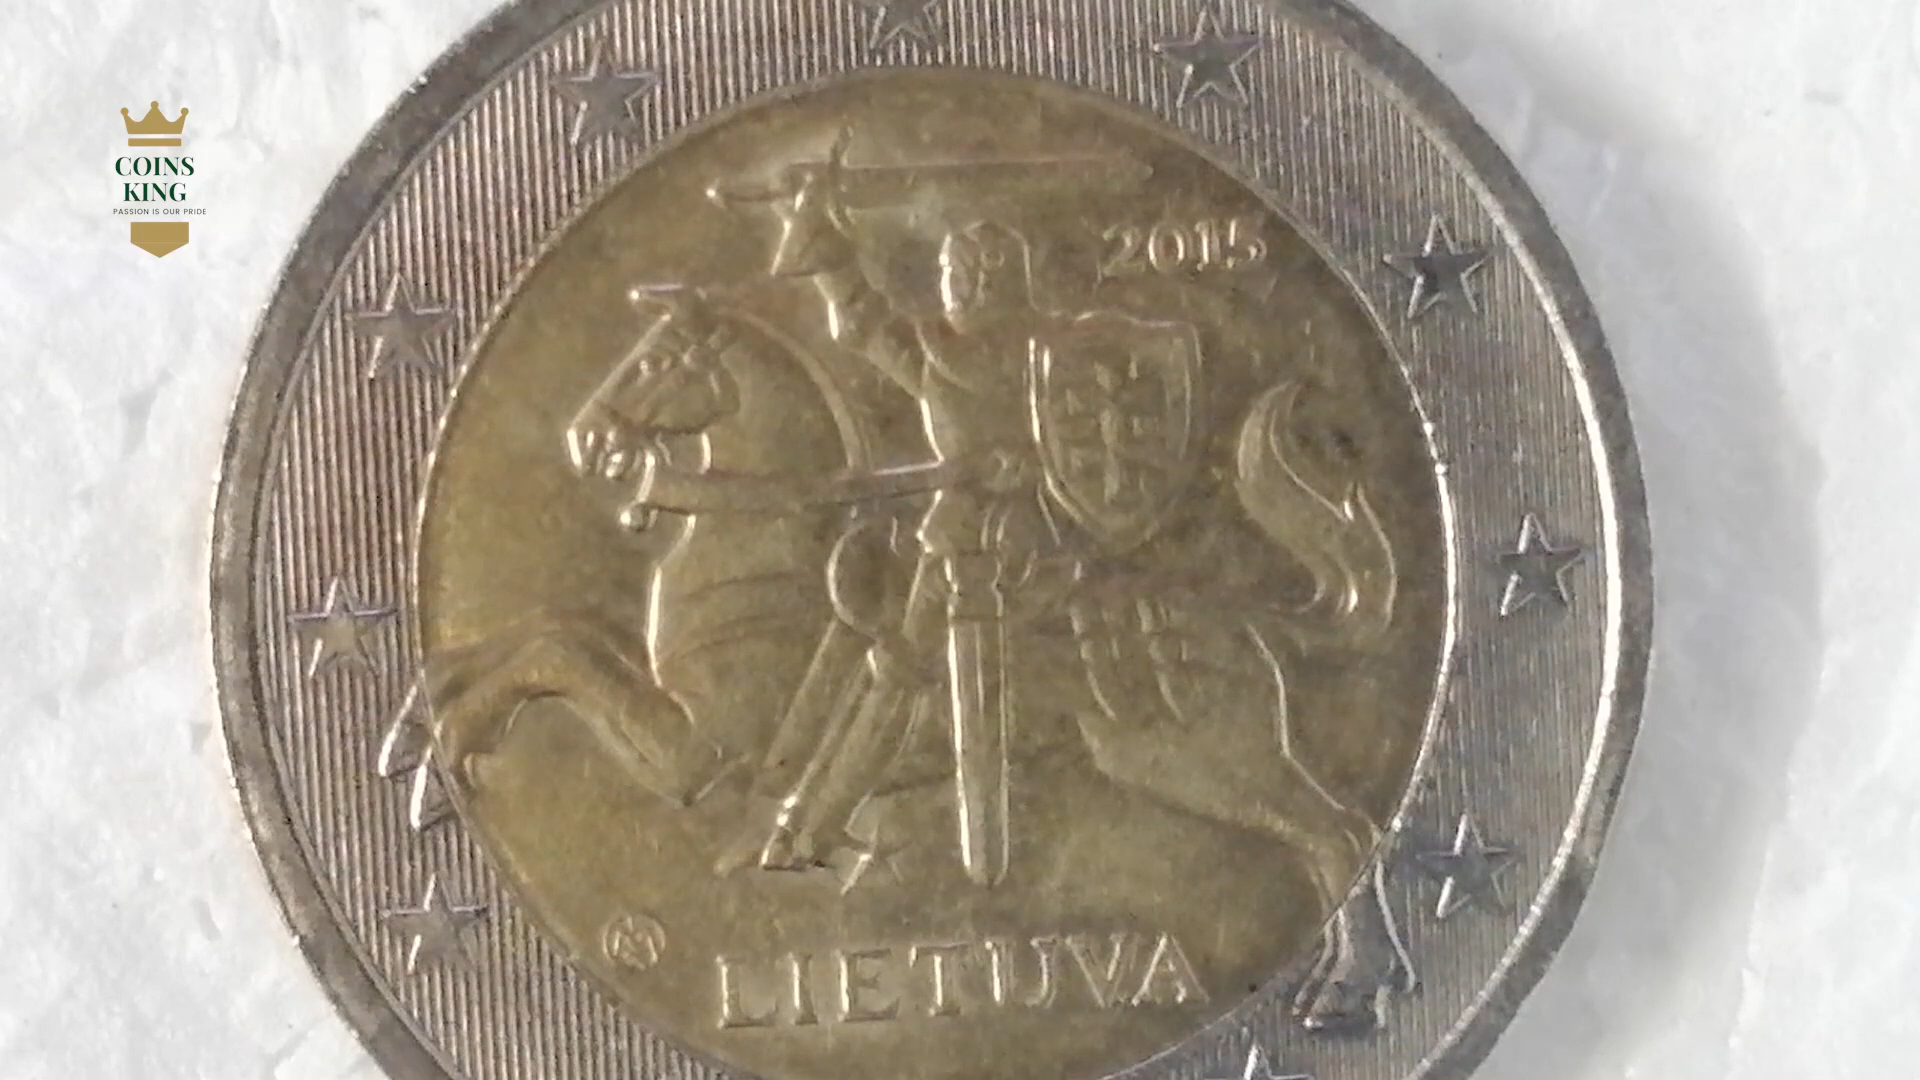 COINS
KING
PASSION IS OUR PRIDE
2015
LIETUVA